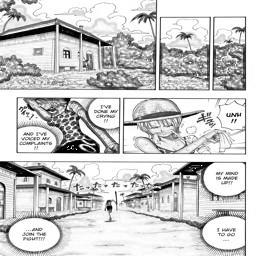 UNH
!!
I'VE
DONE MY
CRYING
!!
AND I'VE
VOICED MY
COMPLAINTS
!!
MY MIND
IS MADE
UP!!
I HAVE TO
GO
...AND
JOIN THE
FIGHT!!!!